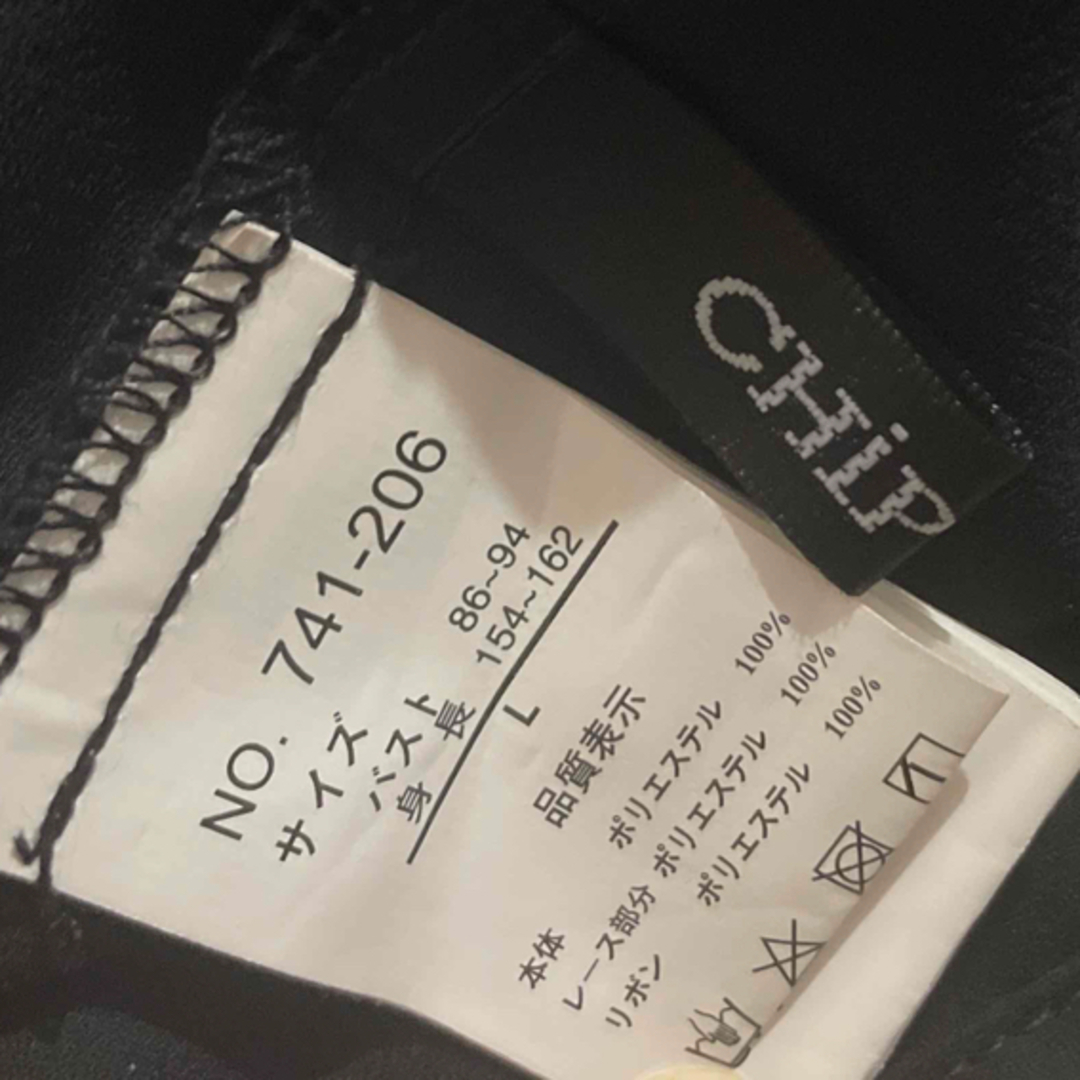 CHiP
NO. 741-206
サイズ
バスト 86~94
身長 154~162
L
品質表示
本体 ポリエステル 100%
レース部分 ポリエステル 100%
リボン ポリエステル 100%